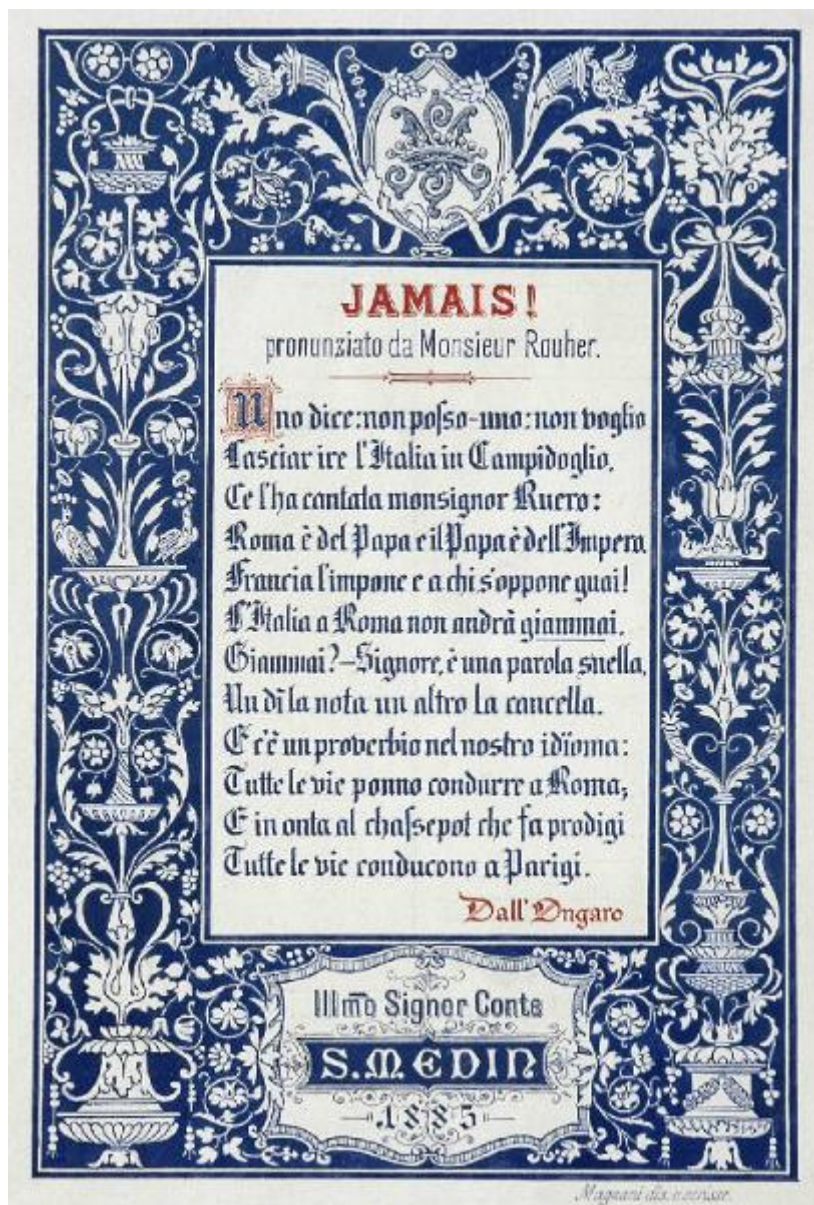 JAMAIS!
pronunziato da Monsieur Rouher.
Uno dice: non poſso - uno: non voglio
Lasciar ire l'Italia in Campidoglio.
Ce l'ha cantata monsignor Ruero:
Roma è del Papa e il Papa è dell'Impero.
Francia l'impone e a chi s'oppone guai!
L'Italia a Roma non andrà giammai.
Giammai? – Signore, è una parola snella,
Un dì la nota un altro la cancella.
E c'è un proverbio nel nostro idioma:
Tutte le vie ponno condurre a Roma;
E in onta al chaſsepot che fa prodigi
Tutte le vie conducono a Parigi.
Dall'Ongaro
Illmo Signor Conte
S. MEDIN
1885
Magnani dis. e scrisse.